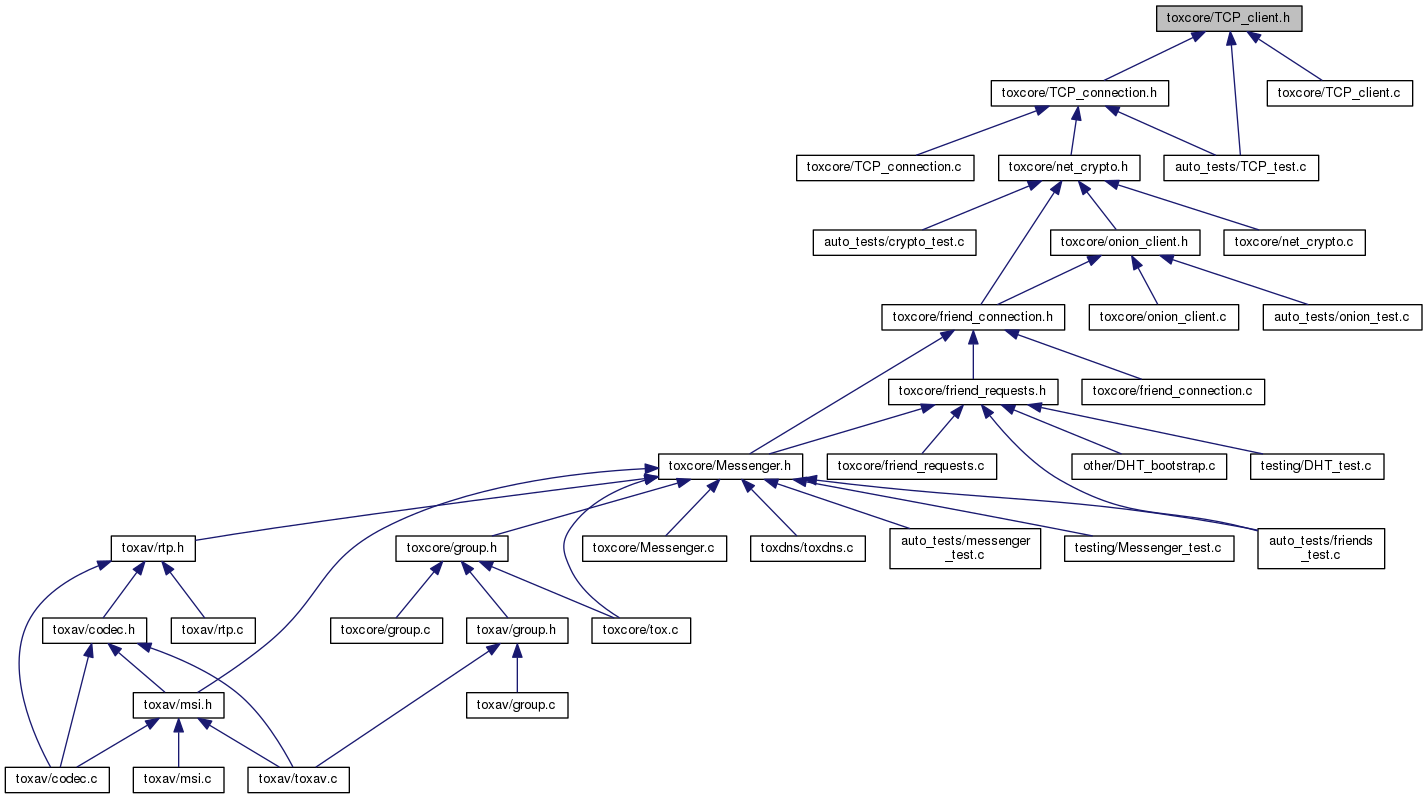 toxcore/TCP_client.h
toxcore/TCP_connection.h
toxcore/TCP_client.c
toxcore/TCP_connection.c
toxcore/net_crypto.h
auto_tests/TCP_test.c
auto_tests/crypto_test.c
toxcore/onion_client.h
toxcore/net_crypto.c
toxcore/friend_connection.h
toxcore/onion_client.c
auto_tests/onion_test.c
toxcore/friend_requests.h
toxcore/friend_connection.c
toxcore/Messenger.h
toxcore/friend_requests.c
other/DHT_bootstrap.c
testing/DHT_test.c
toxav/rtp.h
toxcore/group.h
toxcore/Messenger.c
toxdns/toxdns.c
auto_tests/messenger
_test.c
testing/Messenger_test.c
auto_tests/friends
_test.c
toxav/codec.h
toxav/rtp.c
toxcore/group.c
toxav/group.h
toxcore/tox.c
toxav/msi.h
toxav/group.c
toxav/codec.c
toxav/msi.c
toxav/toxav.c